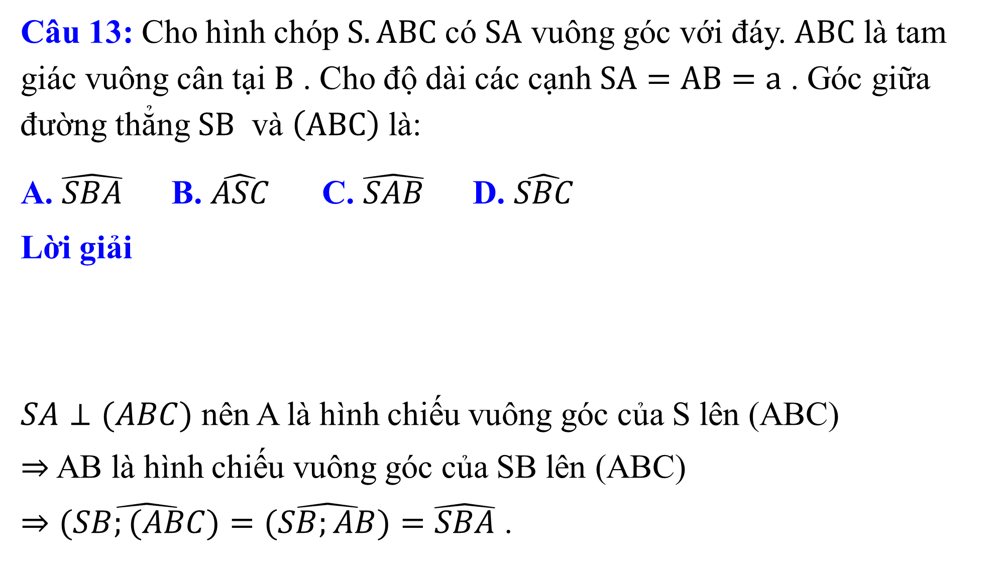 Câu 13: Cho hình chóp S. ABC có SA vuông góc với đáy. ABC là tam
giác vuông cân tại B . Cho độ dài các cạnh SA = AB = a . Góc giữa
đường thẳng SB và (ABC) là:
A. \widehat{SBA} B. \widehat{ASC} C. \widehat{SAB} D. \widehat{SBC}
Lời giải
SA ⊥ (ABC) nên A là hình chiếu vuông góc của S lên (ABC)
⇒ AB là hình chiếu vuông góc của SB lên (ABC)
⇒ \widehat{(SB; (ABC)} = \widehat{(SB; AB)} = \widehat{SBA} .